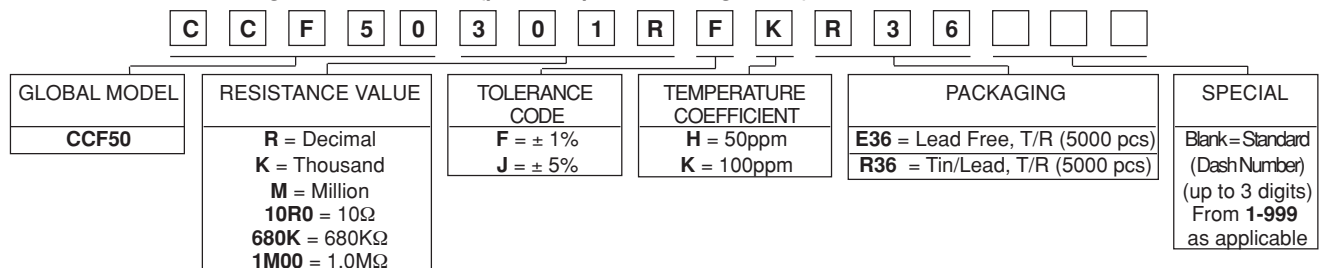 C C F 5 0 3 0 1 R F K R 3 6
GLOBAL MODEL
CCF50
RESISTANCE VALUE
R = Decimal
K = Thousand
M = Million
10R0 = 10Ω
680K = 680KΩ
1M00 = 1.0MΩ
TOLERANCE
CODE
F = ± 1%
J = ± 5%
TEMPERATURE
COEFFICIENT
H = 50ppm
K = 100ppm
PACKAGING
E36 = Lead Free, T/R (5000 pcs)
R36 = Tin/Lead, T/R (5000 pcs)
SPECIAL
Blank = Standard
(Dash Number)
(up to 3 digits)
From 1-999
as applicable